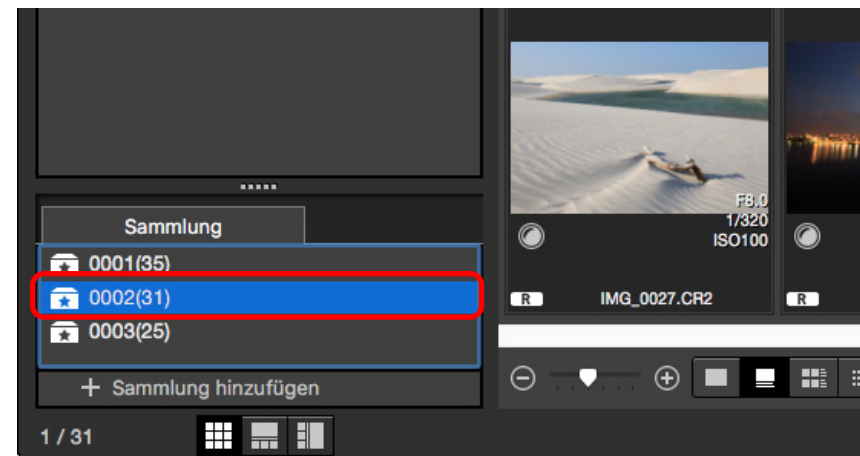 Sammlung
0001(35)
0002(31)
0003(25)
+ Sammlung hinzufügen
1 / 31
F8.0
1/320
ISO100
R IMG_0027.CR2
R